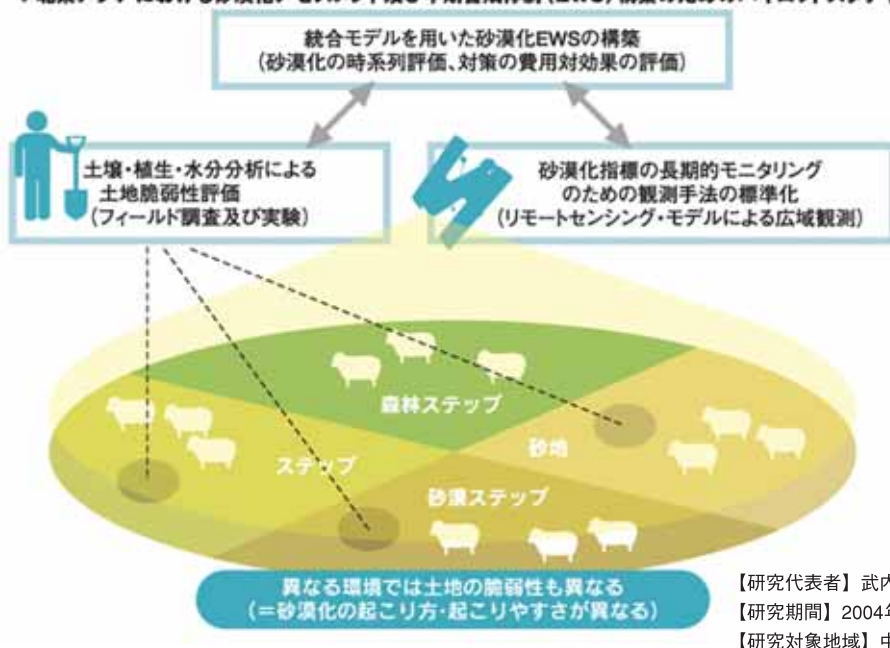 統合モデルを用いた砂漠化EWSの構築
(砂漠化の時系列評価、対策の費用対効果の評価)
土壌・植生・水分分析による
土地脆弱性評価
(フィールド調査及び実験)
砂漠化指標の長期的モニタリング
のための観測手法の標準化
(リモートセンシング・モデルによる広域観測)
森林ステップ
砂地
ステップ
砂漠ステップ
異なる環境では土地の脆弱性も異なる
(=砂漠化の起こり方・起こりやすさが異なる)
【研究代表者】武内
【研究期間】2004年
【研究対象地域】中